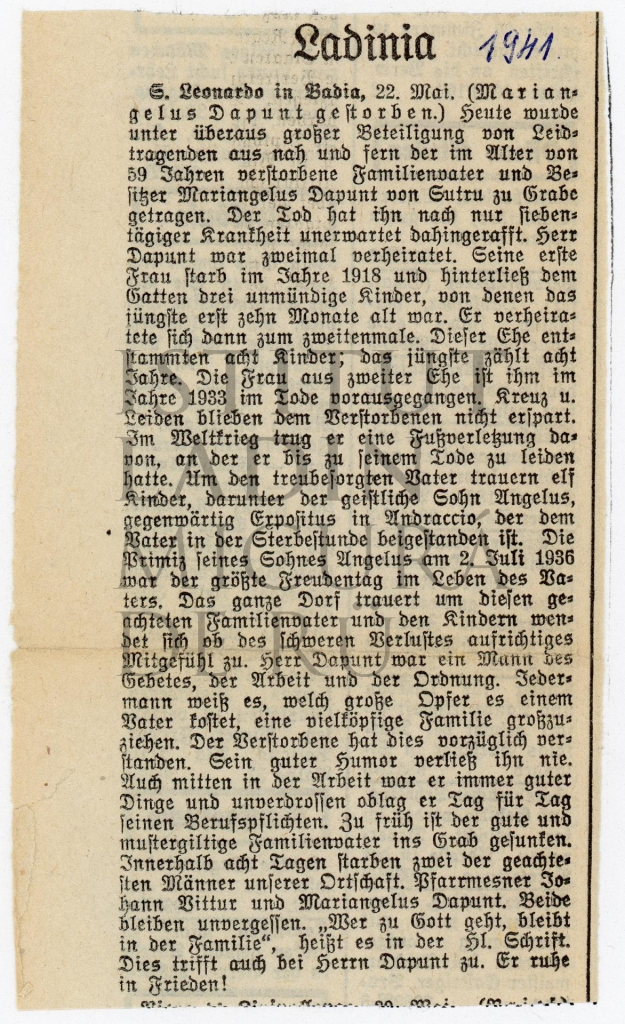 Ladinia 1941.
S. Leonardo in Badia, 22. Mai. (Marian-
gelus Dapunt gestorben.) Heute wurde
unter überaus großer Beteiligung von Leid-
tragenden aus nah und fern der im Alter von
59 Jahren verstorbene Familienvater und Be-
sitzer Mariangelus Dapunt von Sutru zu Grabe
getragen. Der Tod hat ihn nach nur sieben-
tägiger Krankheit unerwartet dahingerafft. Herr
Dapunt war zweimal verheiratet. Seine erste
Frau starb im Jahre 1918 und hinterließ dem
Gatten drei unmündige Kinder, von denen das
jüngste erst zehn Monate alt war. Er verheira-
tete sich dann zum zweitenmale. Dieser Ehe ent-
stammten acht Kinder; das jüngste zählt acht
Jahre. Die Frau aus zweiter Ehe ist ihm im
Jahre 1933 im Tode vorausgegangen. Kreuz u.
Leiden blieben dem Verstorbenen nicht erspart.
Im Weltkrieg trug er eine Fußverletzung da-
von, an der er bis zu seinem Tode zu leiden
hatte. Um den treubesorgten Vater trauern elf
Kinder, darunter der geistliche Sohn Angelus,
gegenwärtig Expositus in Andraccio, der dem
Vater in der Sterbestunde beigestanden ist. Die
Primiz seines Sohnes Angelus am 2. Juli 1936
war der größte Freudentag im Leben des Va-
ters. Das ganze Dorf trauert um diesen ge-
achteten Familienvater und den Kindern wen-
det sich ob des schweren Verlustes aufrichtiges
Mitgefühl zu. Herr Dapunt war ein Mann des
Gebetes, der Arbeit und der Ordnung. Jeder-
mann weiß es, welch große Opfer es einem
Vater kostet, eine vielköpfige Familie großzu-
ziehen. Der Verstorbene hat dies vorzüglich ver-
standen. Sein guter Humor verließ ihn nie.
Auch mitten in der Arbeit war er immer guter
Dinge und unverdrossen oblag er Tag für Tag
seinen Berufspflichten. Zu früh ist der gute und
mustergiltige Familienvater ins Grab gesunken.
Innerhalb acht Tagen starben zwei der geachte-
sten Männer unserer Ortschaft. Pfarrmesner Jo-
hann Vittur und Mariangelus Dapunt. Beide
bleiben unvergessen. „Wer zu Gott geht, bleibt
in der Familie“, heißt es in der Hl. Schrift.
Dies trifft auch bei Herrn Dapunt zu. Er ruhe
in Frieden!